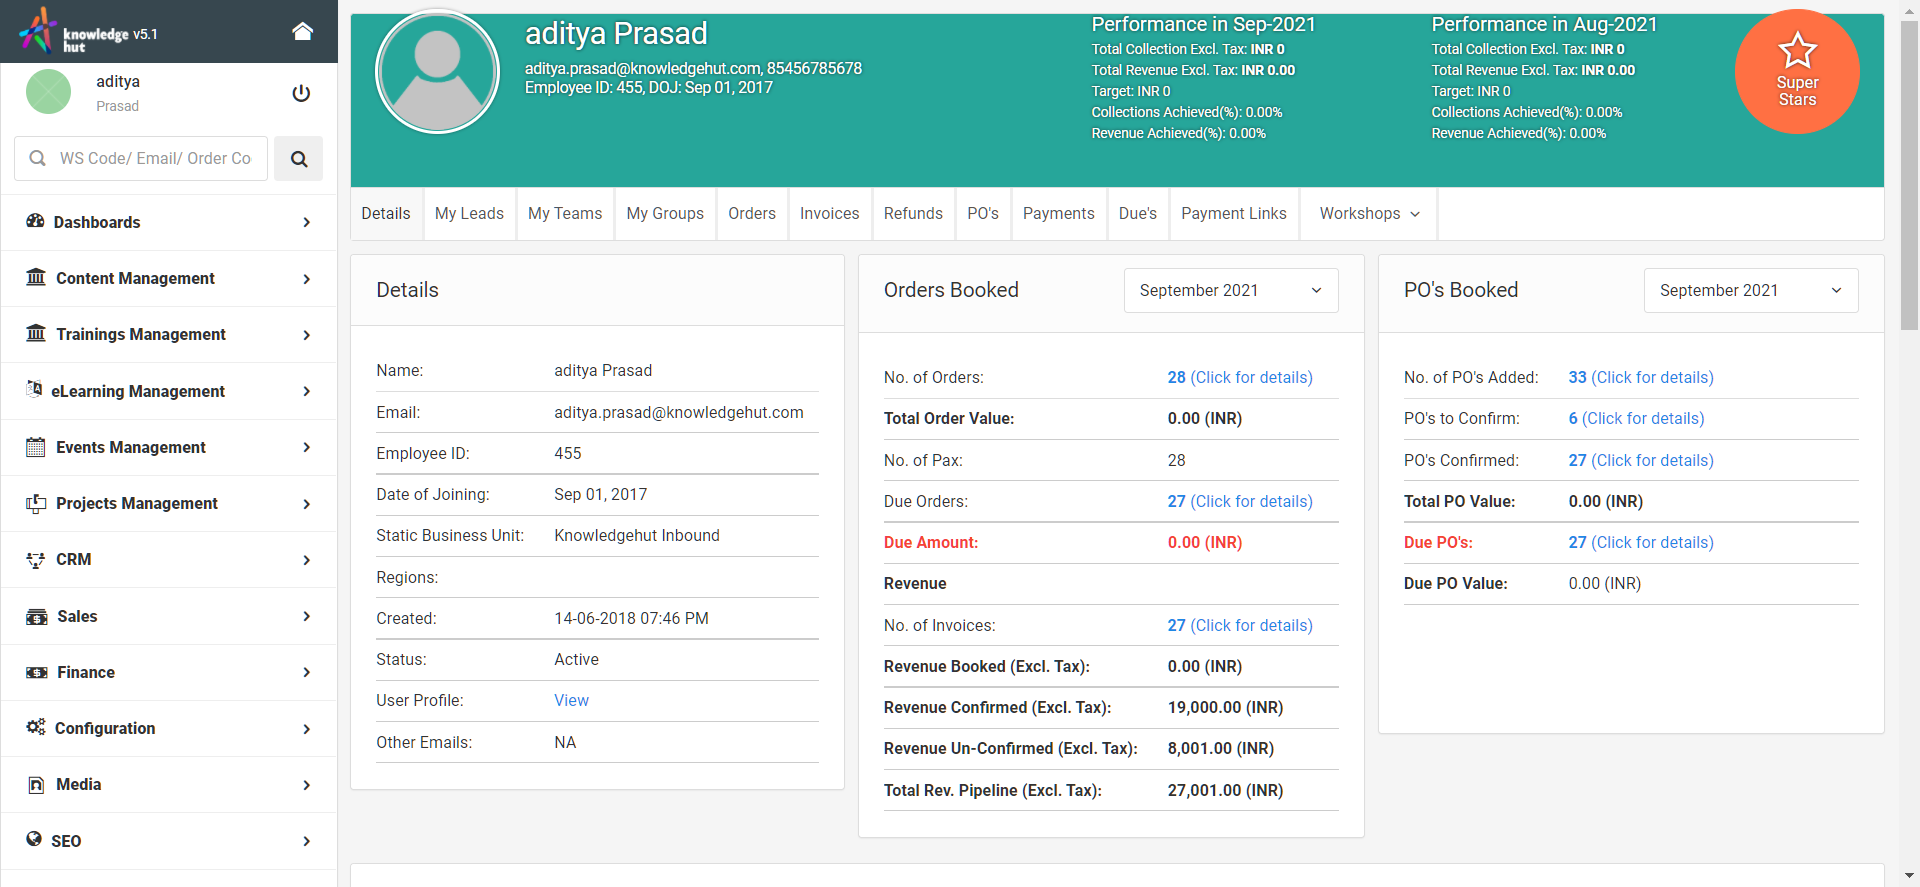 knowledge
hut
v5.1
aditya
Prasad
WS Code/ Email/ Order Co
Dashboards
Content Management
Trainings Management
eLearning Management
Events Management
Projects Management
CRM
Sales
Finance
Configuration
Media
SEO
aditya Prasad
aditya.prasad@knowledgehut.com, 85456785678
Employee ID: 455, DOJ: Sep 01, 2017
Performance in Sep-2021
Total Collection Excl. Tax: INR 0
Total Revenue Excl. Tax: INR 0.00
Target: INR 0
Collections Achieved(%): 0.00%
Revenue Achieved(%): 0.00%
Performance in Aug-2021
Total Collection Excl. Tax: INR 0
Total Revenue Excl. Tax: INR 0.00
Target: INR 0
Collections Achieved(%): 0.00%
Revenue Achieved(%): 0.00%
Super
Stars
Details My Leads My Teams My Groups Orders Invoices Refunds PO's Payments Due's Payment Links Workshops
Details
Name: aditya Prasad
Email: aditya.prasad@knowledgehut.com
Employee ID: 455
Date of Joining: Sep 01, 2017
Static Business Unit: Knowledgehut Inbound
Regions:
Created: 14-06-2018 07:46 PM
Status: Active
User Profile: View
Other Emails: NA
Orders Booked September 2021
No. of Orders: 28 (Click for details)
Total Order Value: 0.00 (INR)
No. of Pax: 28
Due Orders: 27 (Click for details)
Due Amount: 0.00 (INR)
Revenue
No. of Invoices: 27 (Click for details)
Revenue Booked (Excl. Tax): 0.00 (INR)
Revenue Confirmed (Excl. Tax): 19,000.00 (INR)
Revenue Un-Confirmed (Excl. Tax): 8,001.00 (INR)
Total Rev. Pipeline (Excl. Tax): 27,001.00 (INR)
PO's Booked September 2021
No. of PO's Added: 33 (Click for details)
PO's to Confirm: 6 (Click for details)
PO's Confirmed: 27 (Click for details)
Total PO Value: 0.00 (INR)
Due PO's: 27 (Click for details)
Due PO Value: 0.00 (INR)